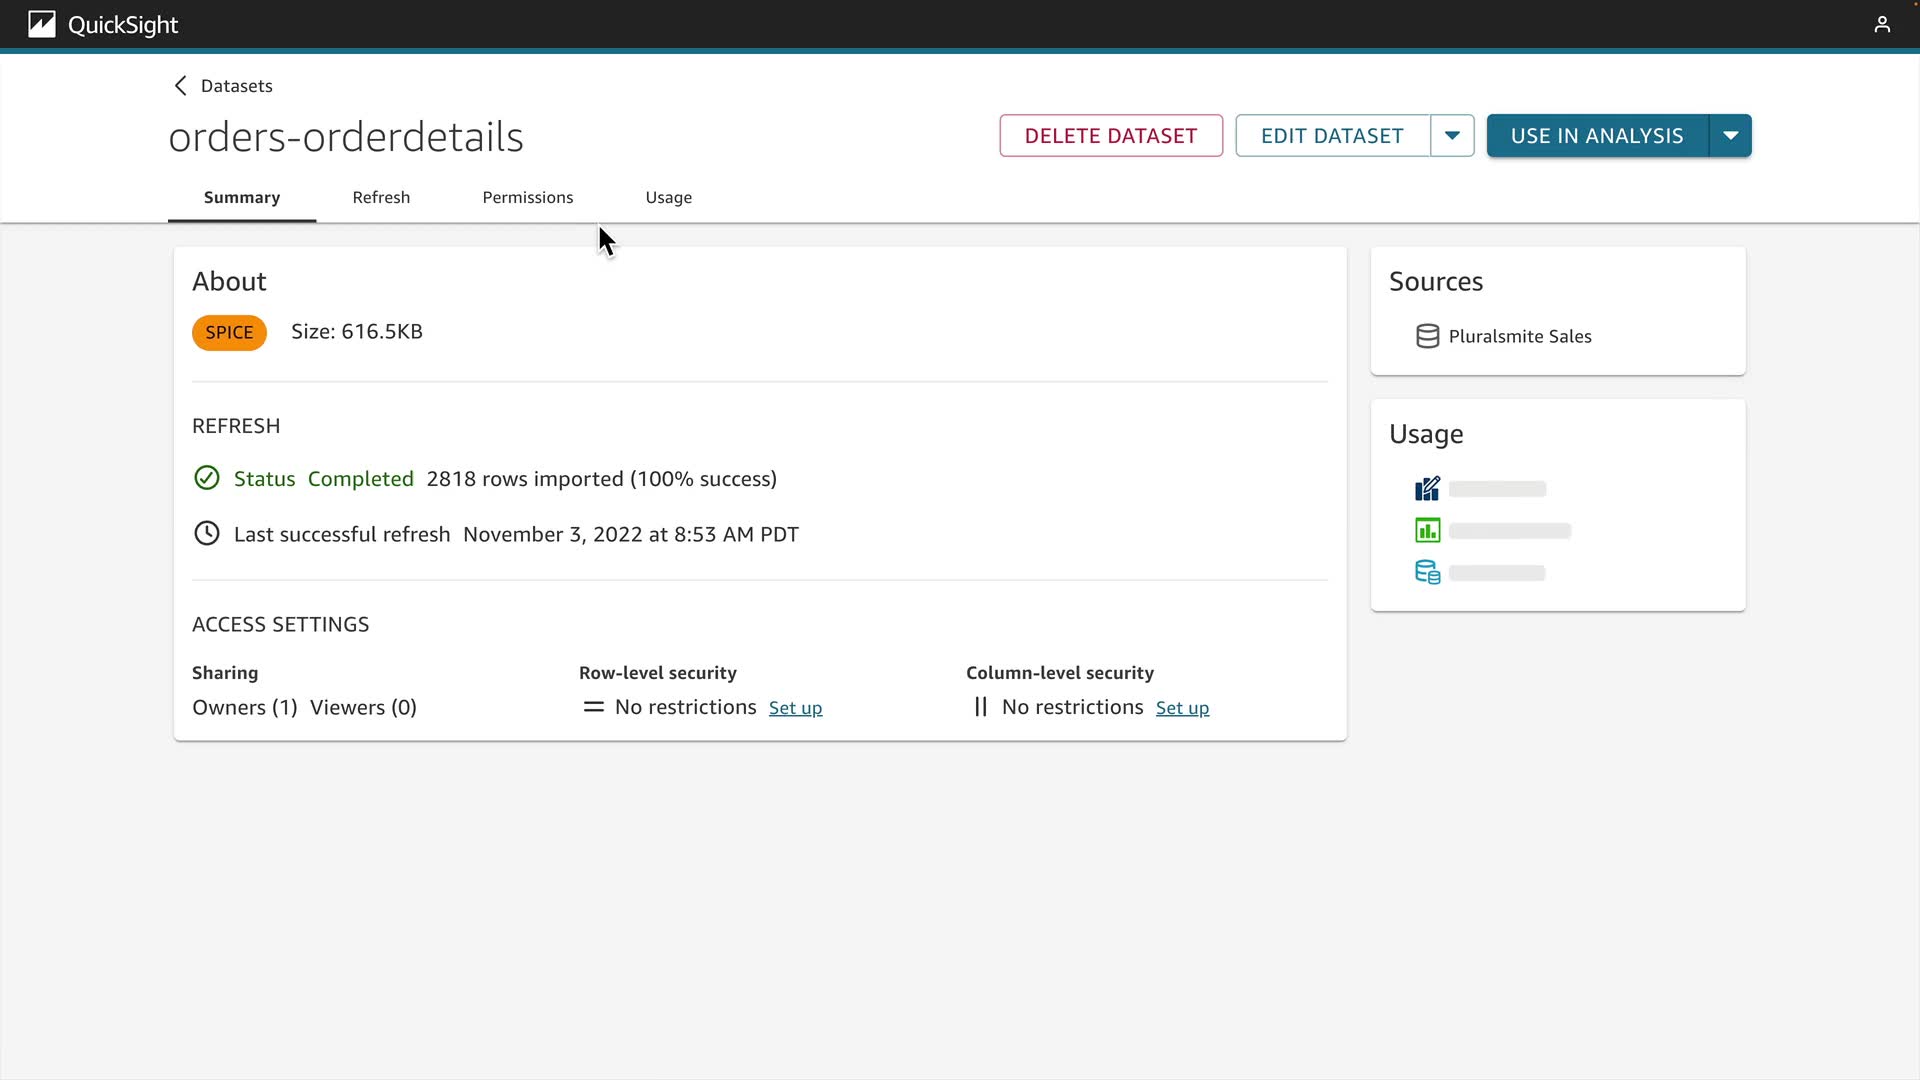 QuickSight
Datasets
orders-orderdetails
DELETE DATASET
EDIT DATASET
USE IN ANALYSIS
Summary
Refresh
Permissions
Usage
About
SPICE
Size: 616.5KB
REFRESH
Status Completed 2818 rows imported (100% success)
Last successful refresh November 3, 2022 at 8:53 AM PDT
ACCESS SETTINGS
Sharing
Owners (1) Viewers (0)
Row-level security
No restrictions Set up
Column-level security
No restrictions Set up
Sources
Pluralsmite Sales
Usage